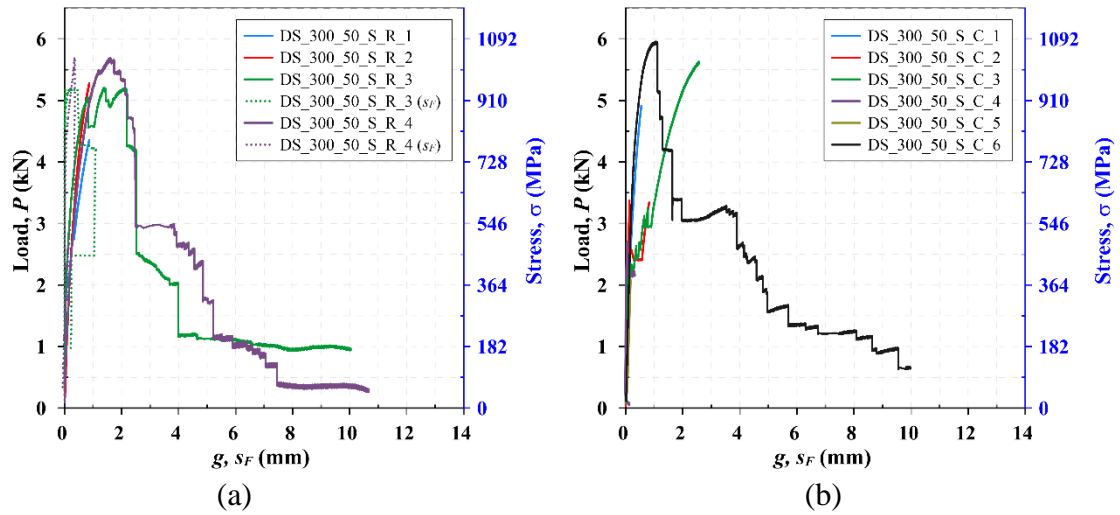 Load, P (kN)
6
5
4
3
2
1
0
0 2 4 6 8 10 12 14
g, sF (mm)
1092
910
728
546
364
182
0
Stress, σ (MPa)
DS_300_50_S_R_1
DS_300_50_S_R_2
DS_300_50_S_R_3
DS_300_50_S_R_3 (sF)
DS_300_50_S_R_4
DS_300_50_S_R_4 (sF)
(a)
Load, P (kN)
6
5
4
3
2
1
0
0 2 4 6 8 10 12 14
g, sF (mm)
1092
910
728
546
364
182
0
Stress, σ (MPa)
DS_300_50_S_C_1
DS_300_50_S_C_2
DS_300_50_S_C_3
DS_300_50_S_C_4
DS_300_50_S_C_5
DS_300_50_S_C_6
(b)